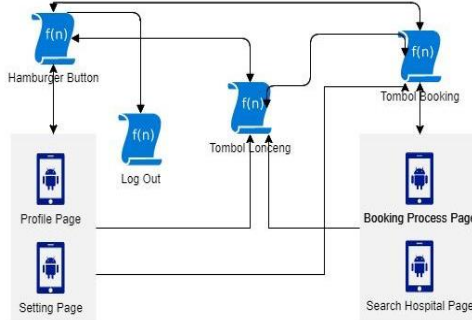 f(n)
f(n)
Hamburger Button
Tombol Booking
f(n)
f(n)
Tombol Lonceng
Log Out
Profile Page
Booking Process Page
Setting Page
Search Hospital Page